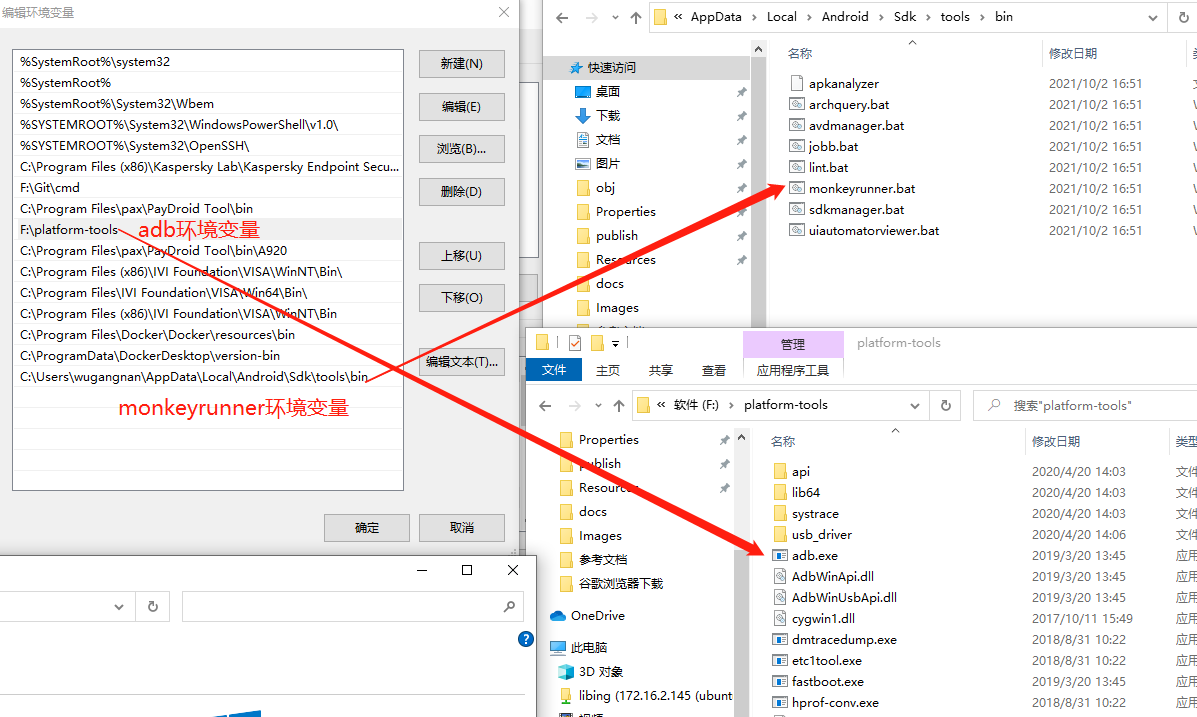 编辑环境变量
%SystemRoot%\system32
%SystemRoot%
%SystemRoot%\System32\Wbem
%SYSTEMROOT%\System32\WindowsPowerShell\v1.0\
%SYSTEMROOT%\System32\OpenSSH\
C:\Program Files (x86)\Kaspersky Lab\Kaspersky Endpoint Secu...
F:\Git\cmd
C:\Program Files\pax\PayDroid Tool\bin
F:\platform-tools
adb环境变量
C:\Program Files\pax\PayDroid Tool\bin\A920
C:\Program Files (x86)\IVI Foundation\VISA\WinNT\Bin\
C:\Program Files\IVI Foundation\VISA\Win64\Bin\
C:\Program Files (x86)\IVI Foundation\VISA\WinNT\Bin
C:\Program Files\Docker\Docker\resources\bin
C:\ProgramData\DockerDesktop\version-bin
C:\Users\wugangnan\AppData\Local\Android\Sdk\tools\bin
monkeyrunner环境变量
新建(N)
编辑(E)
浏览(B)...
删除(D)
上移(U)
下移(O)
编辑文本(T)...
确定
取消
« AppData › Local › Android › Sdk › tools › bin
快速访问
桌面
下载
文档
图片
obj
Properties
publish
Resources
docs
Images
名称 修改日期
apkanalyzer 2021/10/2 16:51
archquery.bat 2021/10/2 16:51
avdmanager.bat 2021/10/2 16:51
jobb.bat 2021/10/2 16:51
lint.bat 2021/10/2 16:51
monkeyrunner.bat 2021/10/2 16:51
sdkmanager.bat 2021/10/2 16:51
uiautomatorviewer.bat 2021/10/2 16:51
管理 platform-tools
文件 主页 共享 查看 应用程序工具
« 软件 (F:) › platform-tools
搜索"platform-tools"
Properties
publish
Resources
docs
Images
参考文档
谷歌浏览器下载
OneDrive
此电脑
3D 对象
libing (172.16.2.145 (ubunt
名称 修改日期 类型
api 2020/4/20 14:03 文件
lib64 2020/4/20 14:03 文件
systrace 2020/4/20 14:03 文件
usb_driver 2020/4/20 14:06 文件
adb.exe 2019/3/20 13:45 应用
AdbWinApi.dll 2019/3/20 13:45 应用
AdbWinUsbApi.dll 2019/3/20 13:45 应用
cygwin1.dll 2017/10/11 15:49 应用
dmtracedump.exe 2018/8/31 10:22 应用
etc1tool.exe 2018/8/31 10:22 应用
fastboot.exe 2019/3/20 13:45 应用
hprof-conv.exe 2018/8/31 10:22 应用